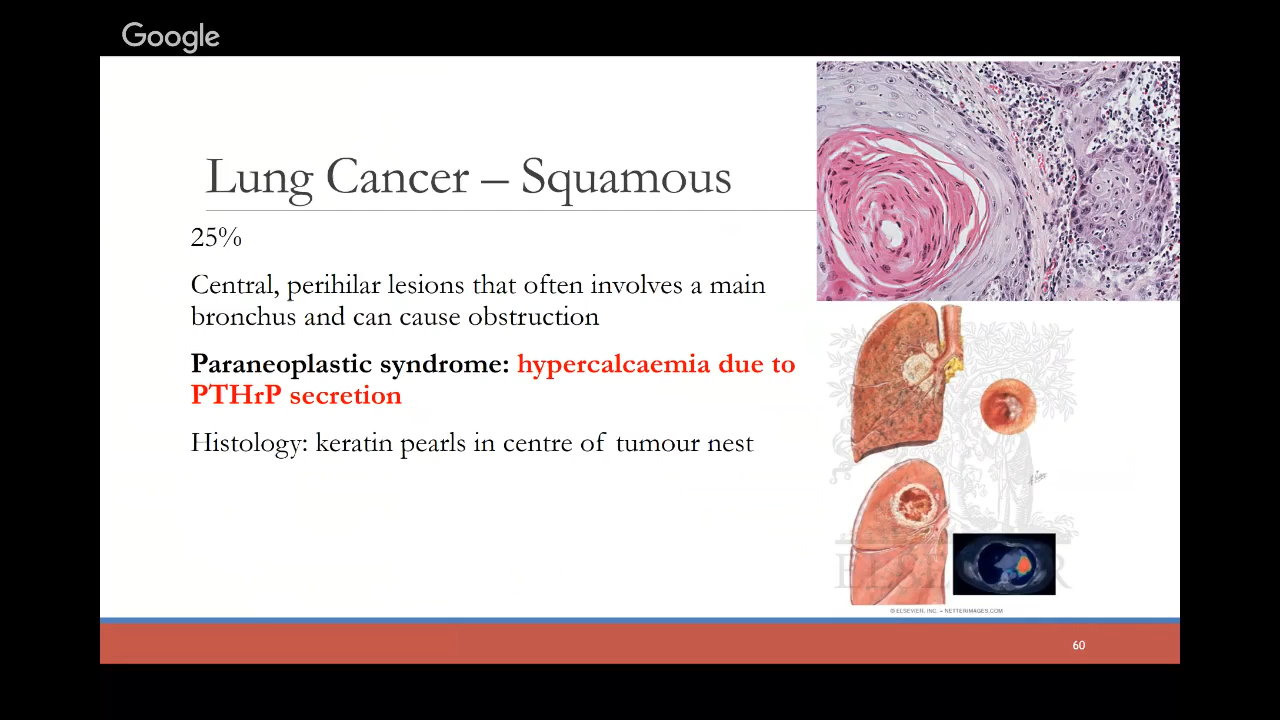 Google
Lung Cancer – Squamous
25%
Central, perihilar lesions that often involves a main
bronchus and can cause obstruction
Paraneoplastic syndrome: hypercalcaemia due to
PTHrP secretion
Histology: keratin pearls in centre of tumour nest
© ELSEVIER, INC. – NETTERIMAGES.COM
60